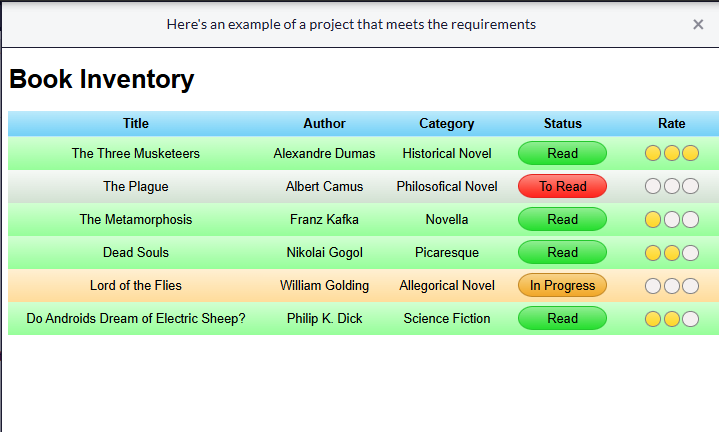 Here's an example of a project that meets the requirements ×
Book Inventory
Title Author Category Status Rate
The Three Musketeers Alexandre Dumas Historical Novel Read
The Plague Albert Camus Philosofical Novel To Read
The Metamorphosis Franz Kafka Novella Read
Dead Souls Nikolai Gogol Picaresque Read
Lord of the Flies William Golding Allegorical Novel In Progress
Do Androids Dream of Electric Sheep? Philip K. Dick Science Fiction Read